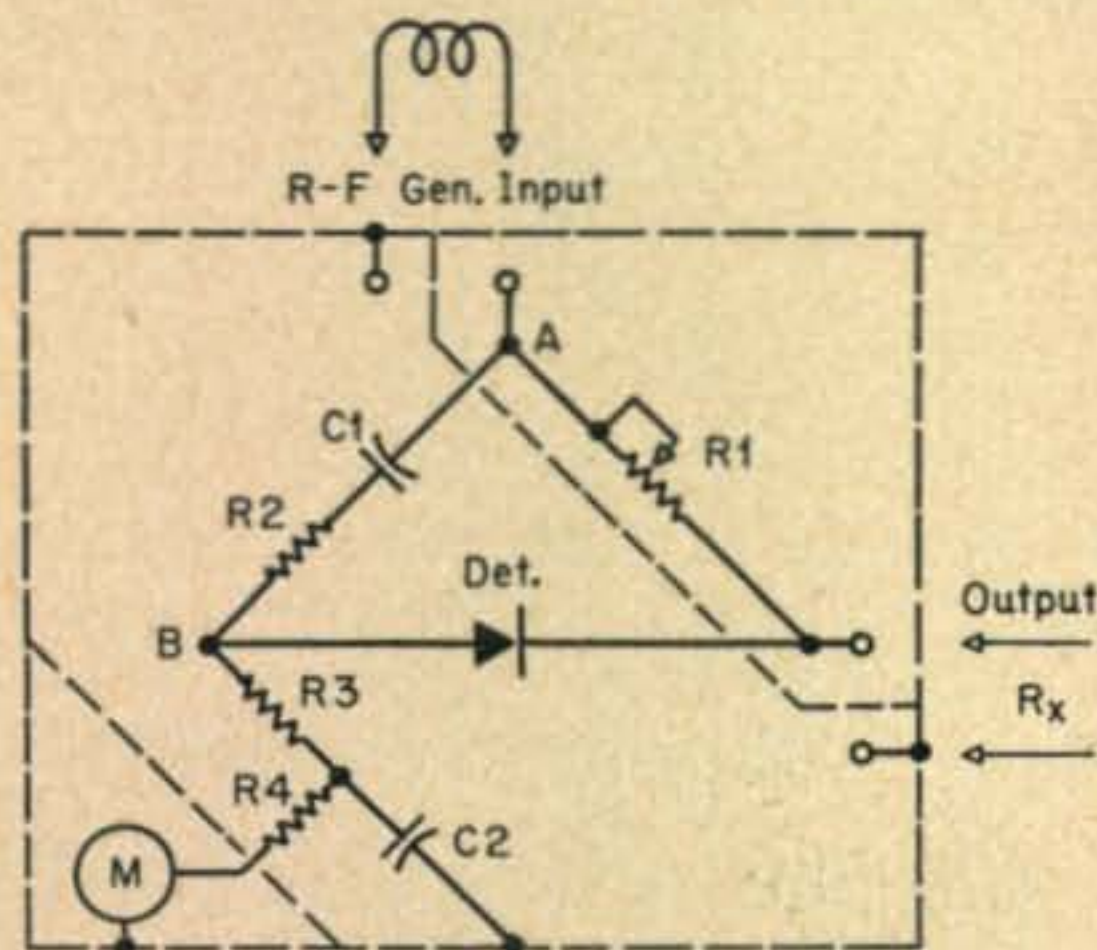 R-F Gen. Input
A
C1
R1
R2
Det.
Output
B
R3
Rx
R4
C2
M